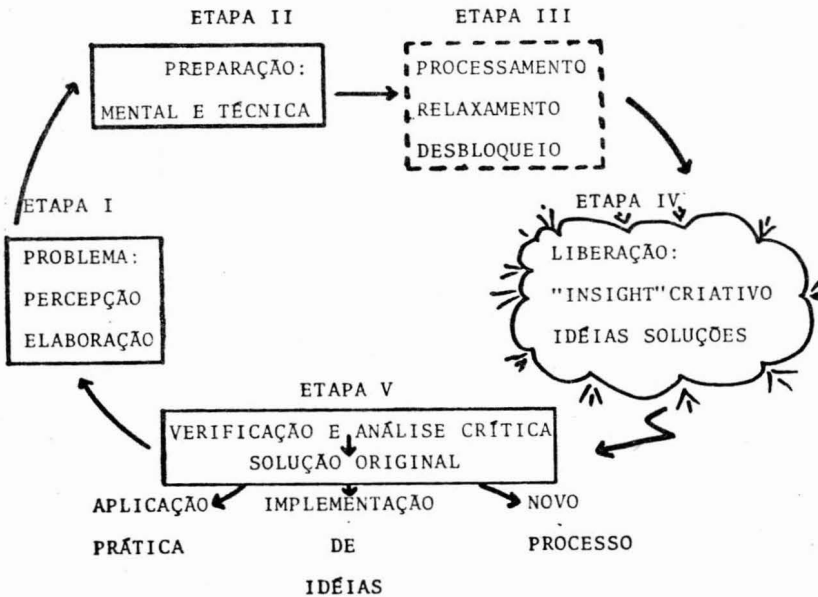 ETAPA I
PROBLEMA:
PERCEPÇÃO
ELABORAÇÃO
ETAPA II
PREPARAÇÃO:
MENTAL E TÉCNICA
ETAPA III
PROCESSAMENTO
RELAXAMENTO
DESBLOQUEIO
ETAPA IV
LIBERAÇÃO:
"INSIGHT" CRIATIVO
IDÉIAS SOLUÇÕES
ETAPA V
VERIFICAÇÃO E ANÁLISE CRÍTICA
SOLUÇÃO ORIGINAL
APLICAÇÃO
PRÁTICA
IMPLEMENTAÇÃO
DE
IDÉIAS
NOVO
PROCESSO